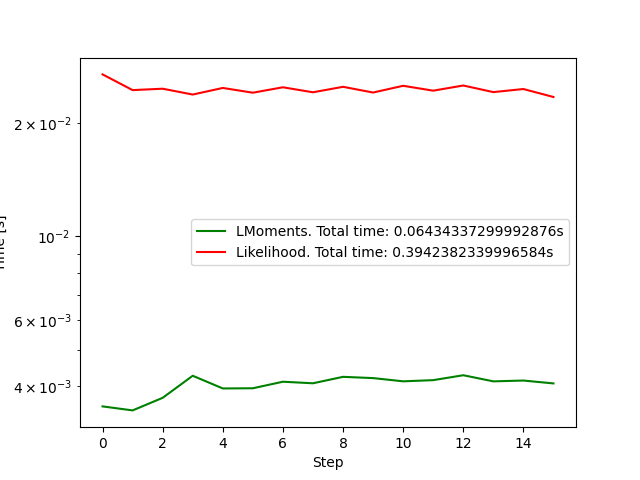 2 × 10⁻²
10⁻²
6 × 10⁻³
4 × 10⁻³
Time [s]
LMoments. Total time: 0.06434337299992876s
Likelihood. Total time: 0.3942382339996584s
0 2 4 6 8 10 12 14
Step